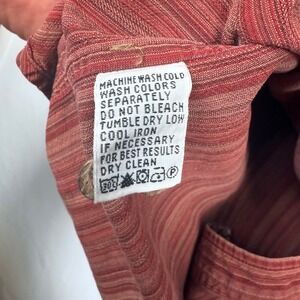 MACHINE WASH COLD
WASH COLORS
SEPARATELY
DO NOT BLEACH
TUMBLE DRY LOW
COOL IRON
IF NECESSARY
FOR BEST RESULTS
DRY CLEAN